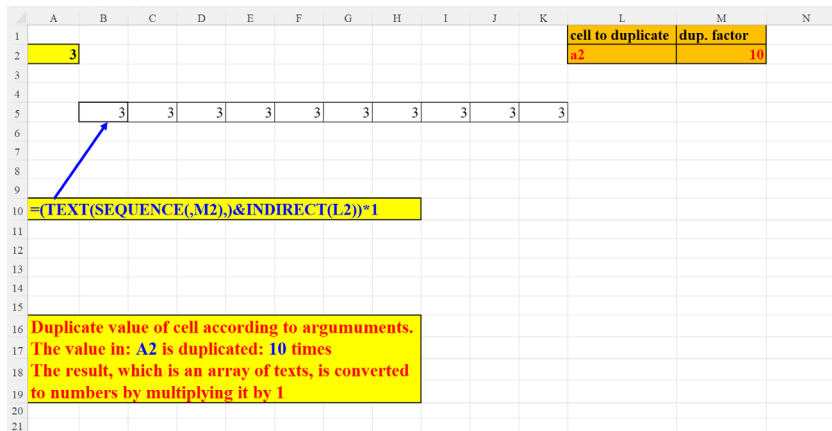 A B C D E F G H I J K L M N
1 cell to duplicate dup. factor
2 3 a2 10
3
4
5 3 3 3 3 3 3 3 3 3 3
6
7
8
9
10 =(TEXT(SEQUENCE(,M2),)&INDIRECT(L2))*1
11
12
13
14
15
16 Duplicate value of cell according to argumuments.
17 The value in: A2 is duplicated: 10 times
18 The result, which is an array of texts, is converted
19 to numbers by multiplying it by 1
20
21